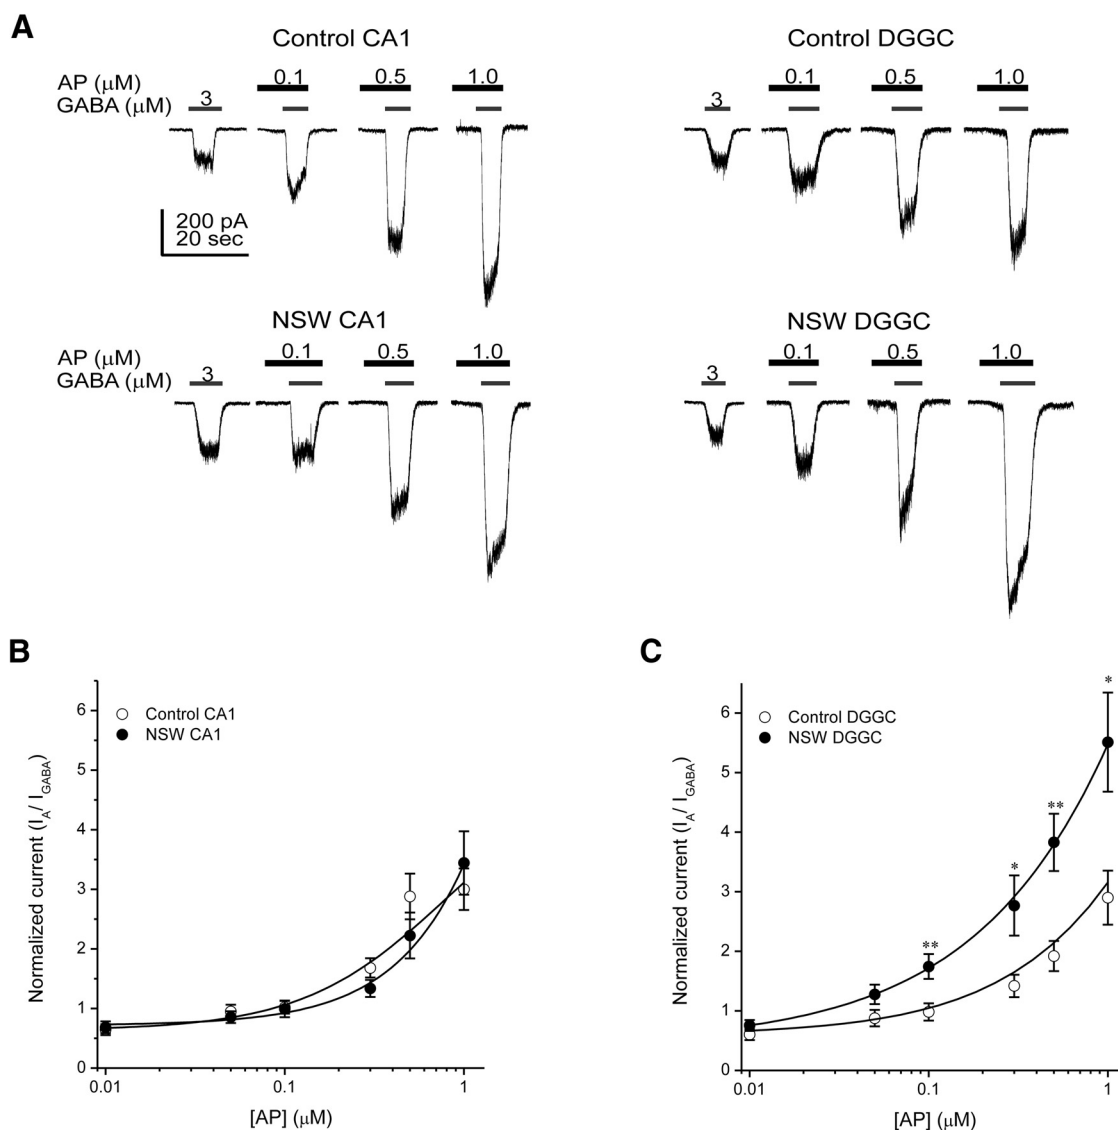 A
Control CA1
AP (μM) 0.1 0.5 1.0
GABA (μM) 3
200 pA
20 sec
Control DGGC
0.1 0.5 1.0
3
NSW CA1
AP (μM) 0.1 0.5 1.0
GABA (μM) 3
NSW DGGC
0.1 0.5 1.0
3
B
Control CA1
NSW CA1
Normalized current (I_A/ I_GABA)
6
5
4
3
2
1
0
0.01 0.1 1
[AP] (μM)
C
Control DGGC
NSW DGGC
Normalized current (I_A/ I_GABA)
6
5
4
3
2
1
0
** * ** *
0.01 0.1 1
[AP] (μM)